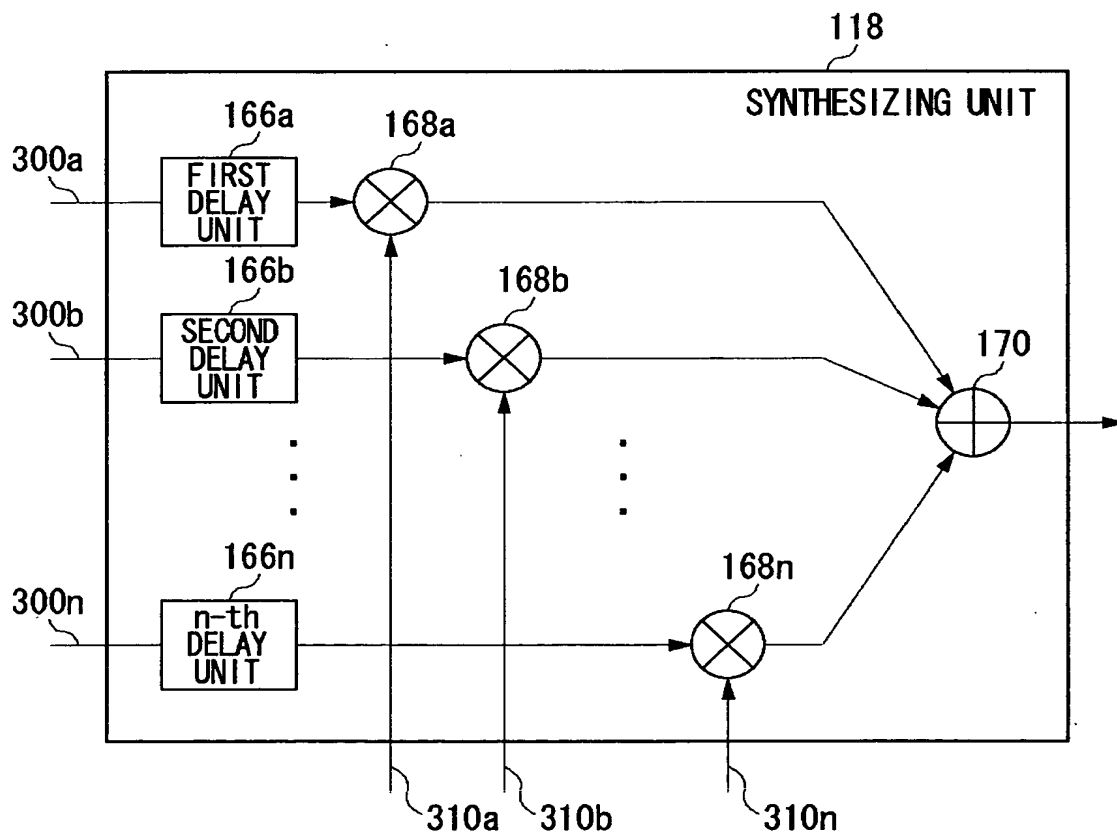 118
SYNTHESIZING UNIT
166a
168a
300a
FIRST
DELAY
UNIT
166b
168b
300b
SECOND
DELAY
UNIT
170
166n
168n
300n
n-th
DELAY
UNIT
310a
310b
310n